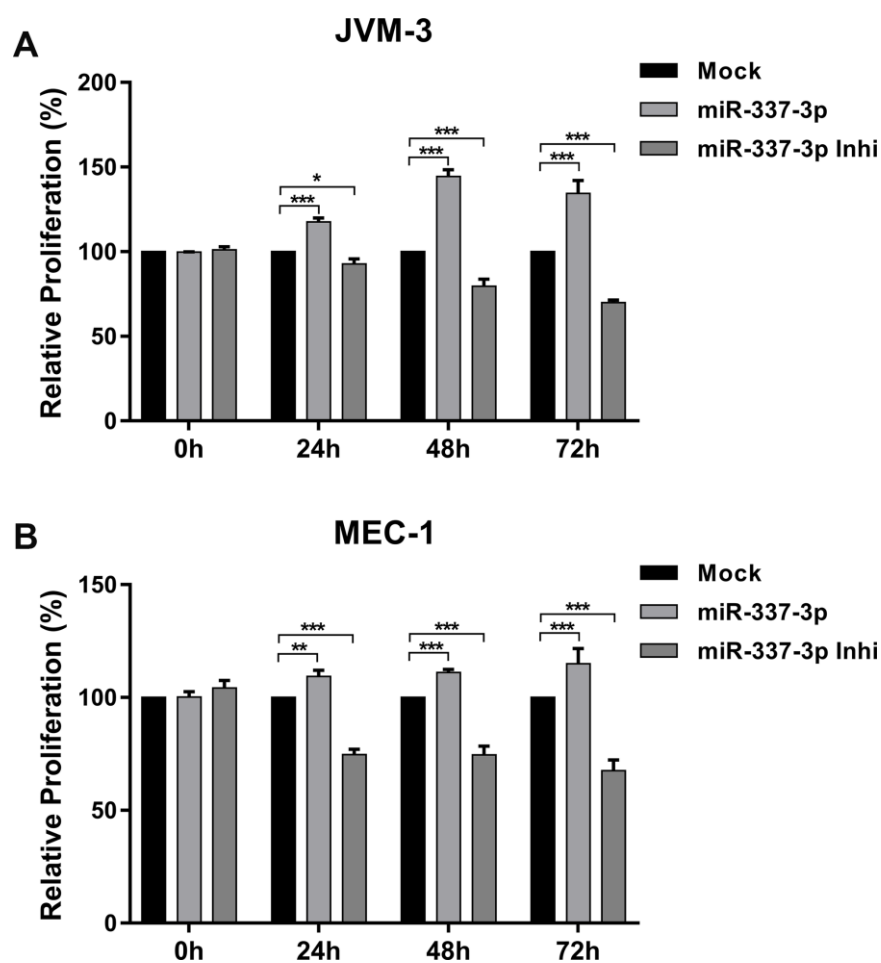 A
JVM-3
Relative Proliferation (%)
200
150
100
50
0
*
***
***
***
***
***
0h
24h
48h
72h
Mock
miR-337-3p
miR-337-3p Inhi
B
MEC-1
Relative Proliferation (%)
150
100
50
0
***
**
***
***
***
***
0h
24h
48h
72h
Mock
miR-337-3p
miR-337-3p Inhi